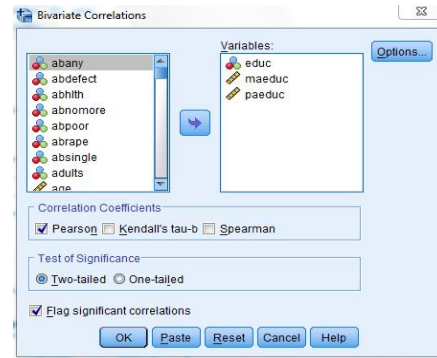 Bivariate Correlations
Variables:
abany
abdefect
abhlth
abnomore
abpoor
abrape
absingle
adults
age
educ
maeduc
paeduc
Options...
Correlation Coefficients
Pearson Kendall's tau-b Spearman
Test of Significance
Two-tailed One-tailed
Flag significant correlations
OK Paste Reset Cancel Help